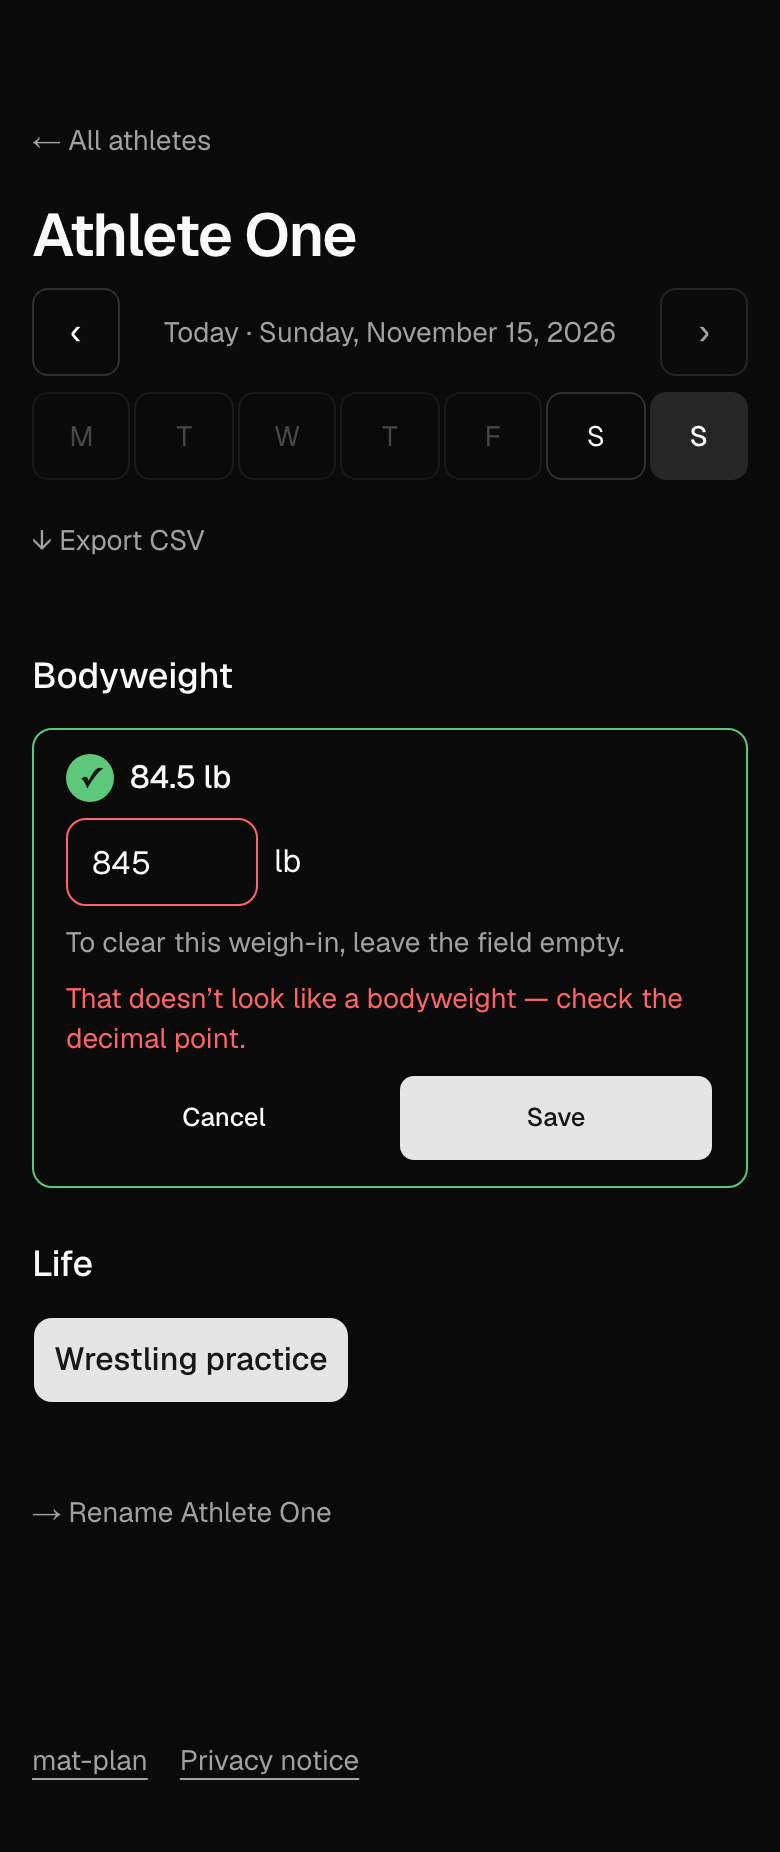 ← All athletes
Athlete One
‹ Today · Sunday, November 15, 2026 ›
M T W T F S S
↓ Export CSV
Bodyweight
✓ 84.5 lb
845 lb
To clear this weigh-in, leave the field empty.
That doesn’t look like a bodyweight — check the
decimal point.
Cancel Save
Life
Wrestling practice
→ Rename Athlete One
mat-plan Privacy notice